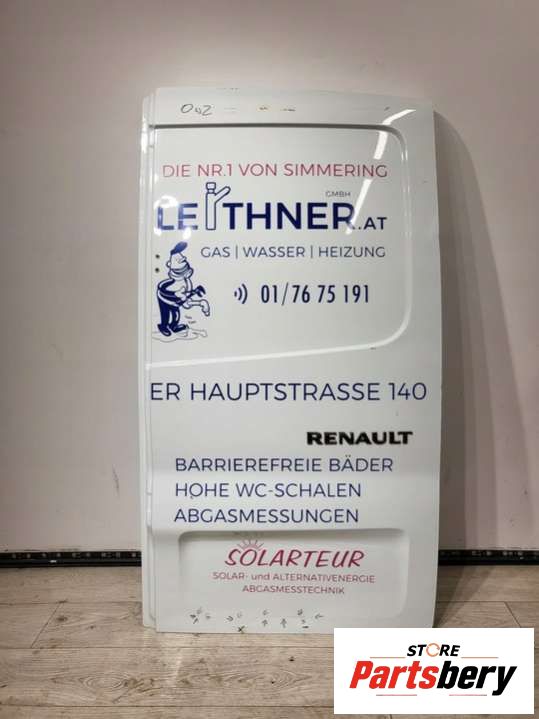 DIE NR.1 VON SIMMERING
GMBH
LEITHNER.AT
GAS | WASSER | HEIZUNG
01/76 75 191
ER HAUPTSTRASSE 140
RENAULT
BARRIEREFREIE BÄDER
HOHE WC-SCHALEN
ABGASMESSUNGEN
SOLARTEUR
SOLAR- und ALTERNATIVENERGIE
ABGASMESSTECHNIK
STORE
Partsbery